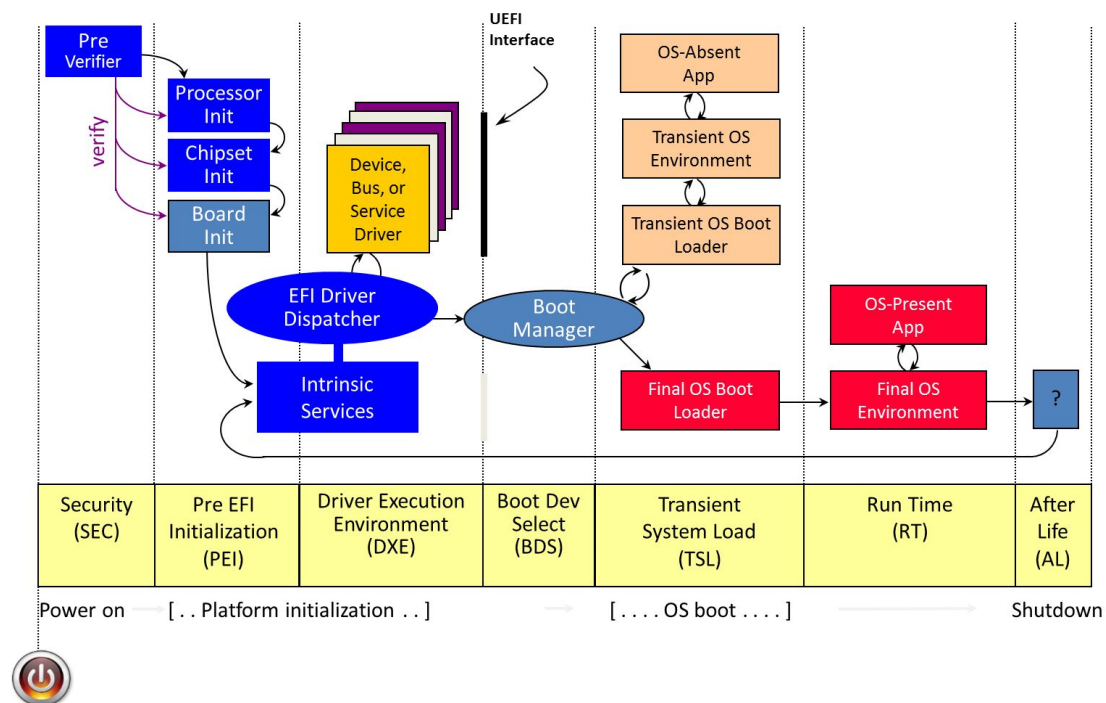 UEFI
Interface
Pre
Verifier
verify
Processor
Init
Chipset
Init
Board
Init
Device,
Bus, or
Service
Driver
EFI Driver
Dispatcher
Intrinsic
Services
Boot
Manager
OS-Absent
App
Transient OS
Environment
Transient OS Boot
Loader
Final OS Boot
Loader
OS-Present
App
Final OS
Environment
?
Security
(SEC)
Pre EFI
Initialization
(PEI)
Driver Execution
Environment
(DXE)
Boot Dev
Select
(BDS)
Transient
System Load
(TSL)
Run Time
(RT)
After
Life
(AL)
Power on
[ . . Platform initialization . . ]
[ . . . . OS boot . . . . ]
Shutdown